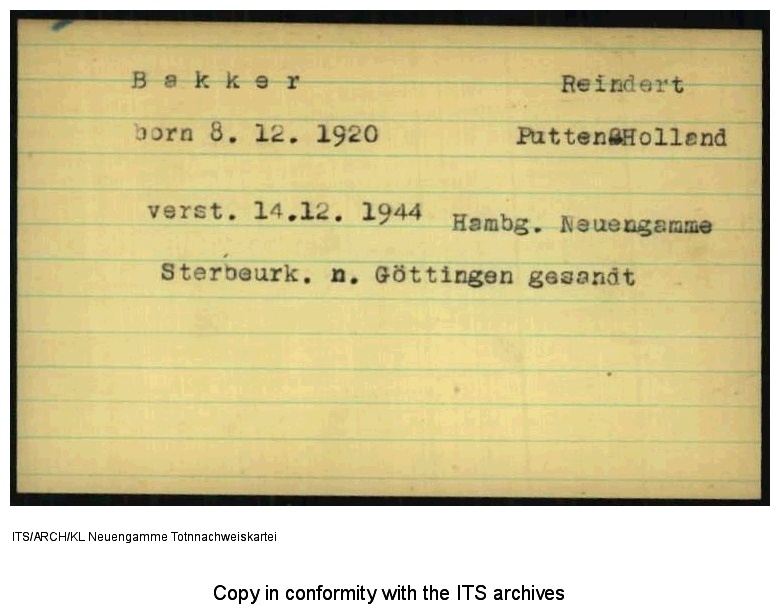 B a k k e r Reindert
born 8. 12. 1920 Putten Holland
verst. 14.12. 1944 Hambg. Neuengamme
Sterbeurk. n. Göttingen gesandt
ITS/ARCH/KL Neuengamme Totnnachweiskartei
Copy in conformity with the ITS archives